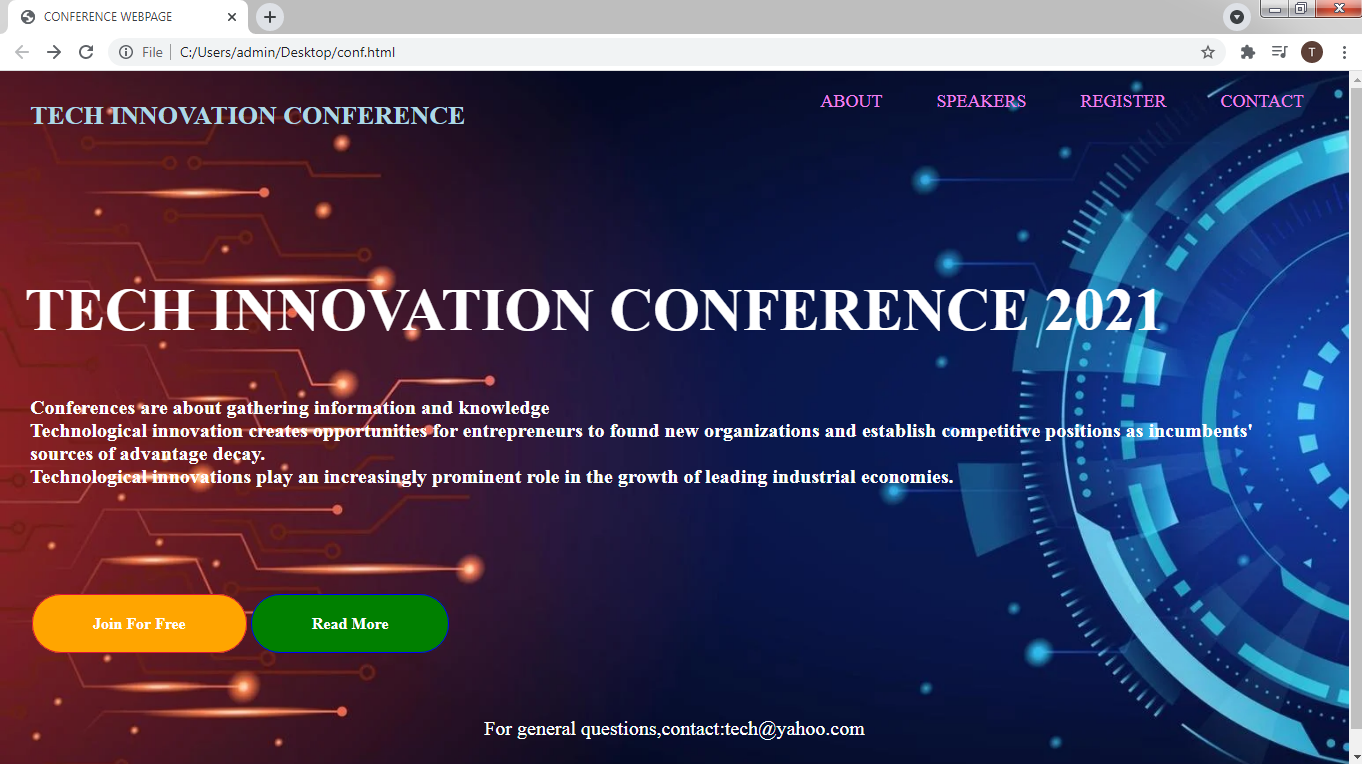 CONFERENCE WEBPAGE
File C:/Users/admin/Desktop/conf.html
T
TECH INNOVATION CONFERENCE
ABOUT SPEAKERS REGISTER CONTACT
TECH INNOVATION CONFERENCE 2021
Conferences are about gathering information and knowledge
Technological innovation creates opportunities for entrepreneurs to found new organizations and establish competitive positions as incumbents'
sources of advantage decay.
Technological innovations play an increasingly prominent role in the growth of leading industrial economies.
Join For Free Read More
For general questions,contact:tech@yahoo.com